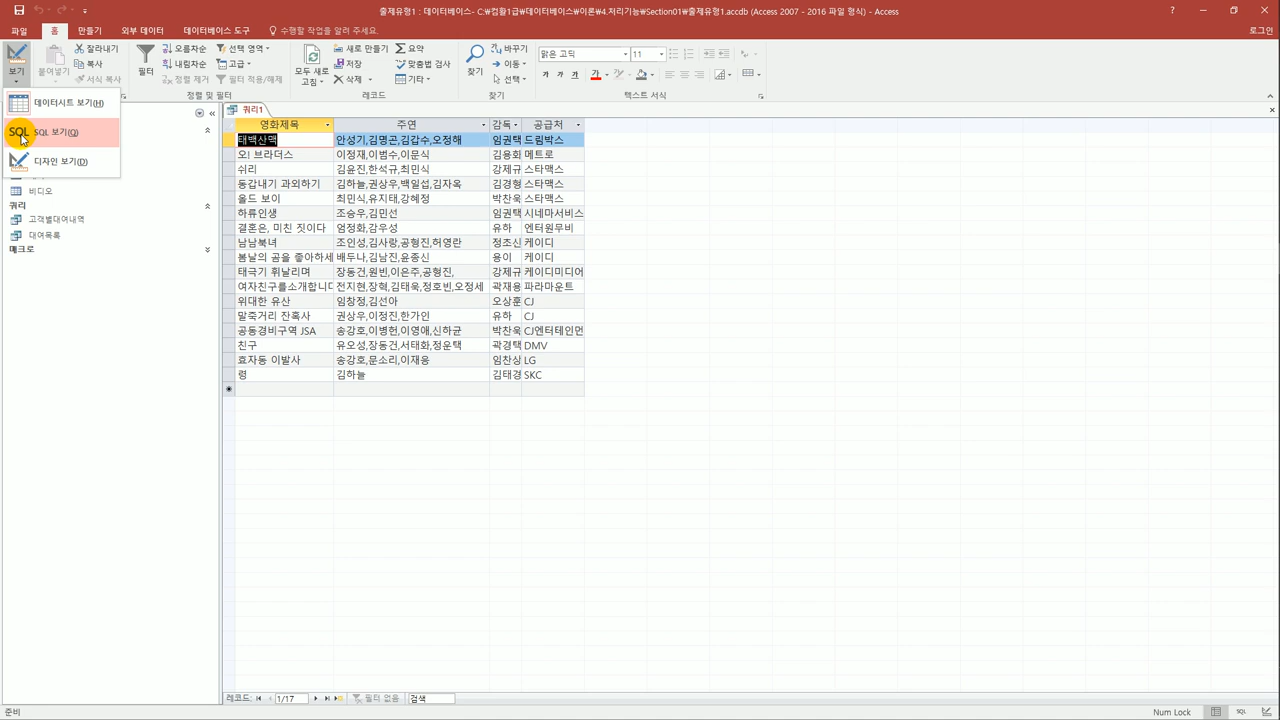 출제유형1 : 데이터베이스- C:₩컴활1급₩데이터베이스₩이론₩4.처리기능₩Section01₩출제유형1.accdb (Access 2007 - 2016 파일 형식) - Access
로그인
파일 홈 만들기 외부 데이터 데이터베이스 도구 수행할 작업을 알려 주세요.
보기
붙여넣기
잘라내기
복사
서식 복사
필터
오름차순
내림차순
정렬 제거
선택 영역
고급
필터 적용/해제
정렬 및 필터
모두 새로 고침
새로 만들기
저장
삭제
요약
맞춤법 검사
기타
레코드
찾기
바꾸기
이동
선택
찾기
맑은 고딕 11
가 가 가 가
텍스트 서식
데이터시트 보기(H)
SQL SQL 보기(Q)
디자인 보기(D)
비디오
쿼리
고객별대여내역
대여목록
매크로
쿼리1
영화제목 주연 감독 공급처
태백산맥 안성기,김명곤,김갑수,오정해 임권택 드림박스
오! 브라더스 이정재,이범수,이문식 김용화 메트로
쉬리 김윤진,한석규,최민식 강제규 스타맥스
동갑내기 과외하기 김하늘,권상우,백일섭,김자옥 김경형 스타맥스
올드 보이 최민식,유지태,강혜정 박찬욱 스타맥스
하류인생 조승우,김민선 임권택 시네마서비스
결혼은, 미친 짓이다 엄정화,감우성 유하 엔터원무비
남남북녀 조인성,김사랑,공형진,허영란 정조신 케이디
봄날의 곰을 좋아하세 배두나,김남진,윤종신 용이 케이디
태극기 휘날리며 장동건,원빈,이은주,공형진, 강제규 케이디미디어
여자친구를소개합니다 전지현,장혁,김태욱,정호빈,오정세 곽재용 파라마운트
위대한 유산 임창정,김선아 오상훈 CJ
말죽거리 잔혹사 권상우,이정진,한가인 유하 CJ
공동경비구역 JSA 송강호,이병헌,이영애,신하균 박찬욱 CJ엔터테인먼
친구 유오성,장동건,서태화,정운택 곽경택 DMV
효자동 이발사 송강호,문소리,이재응 임찬상 LG
령 김하늘 김태경 SKC
레코드: 1/17 필터 없음 검색
준비
Num Lock
SQL